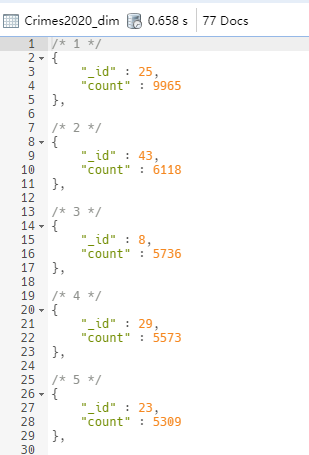 Crimes2020_dim 0.658 s 77 Docs
1 /* 1 */
2 {
3 "_id" : 25,
4 "count" : 9965
5 },
6
7 /* 2 */
8 {
9 "_id" : 43,
10 "count" : 6118
11 },
12
13 /* 3 */
14 {
15 "_id" : 8,
16 "count" : 5736
17 },
18
19 /* 4 */
20 {
21 "_id" : 29,
22 "count" : 5573
23 },
24
25 /* 5 */
26 {
27 "_id" : 23,
28 "count" : 5309
29 },
30